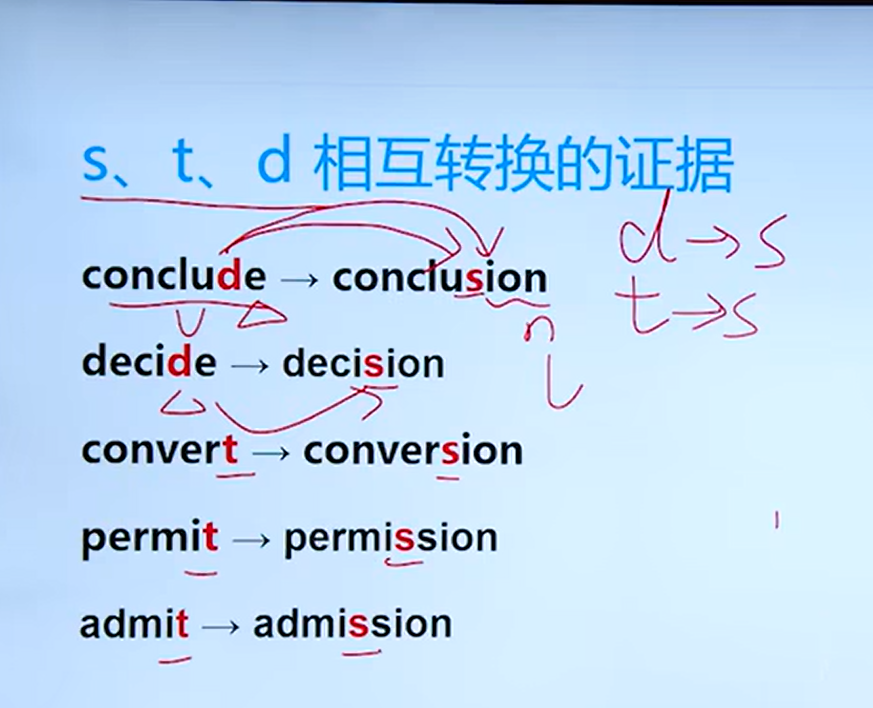 s、t、d 相互转换的证据
conclude → conclusion
decide → decision
convert → conversion
permit → permission
admit → admission
d→s
t→s
n